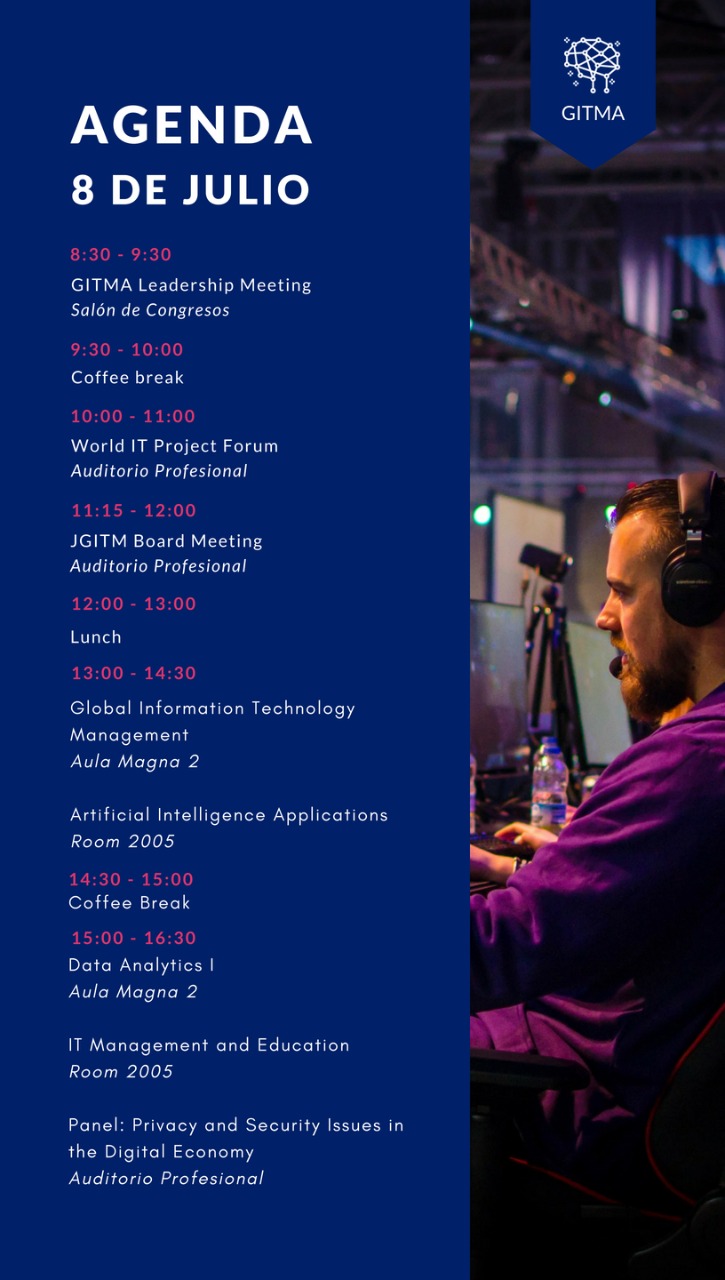 GITMA
AGENDA
8 DE JULIO
8:30 - 9:30
GITMA Leadership Meeting
Salón de Congresos
9:30 - 10:00
Coffee break
10:00 - 11:00
World IT Project Forum
Auditorio Profesional
11:15 - 12:00
JGITM Board Meeting
Auditorio Profesional
12:00 - 13:00
Lunch
13:00 - 14:30
Global Information Technology
Management
Aula Magna 2
Artificial Intelligence Applications
Room 2005
14:30 - 15:00
Coffee Break
15:00 - 16:30
Data Analytics I
Aula Magna 2
IT Management and Education
Room 2005
Panel: Privacy and Security Issues in
the Digital Economy
Auditorio Profesional